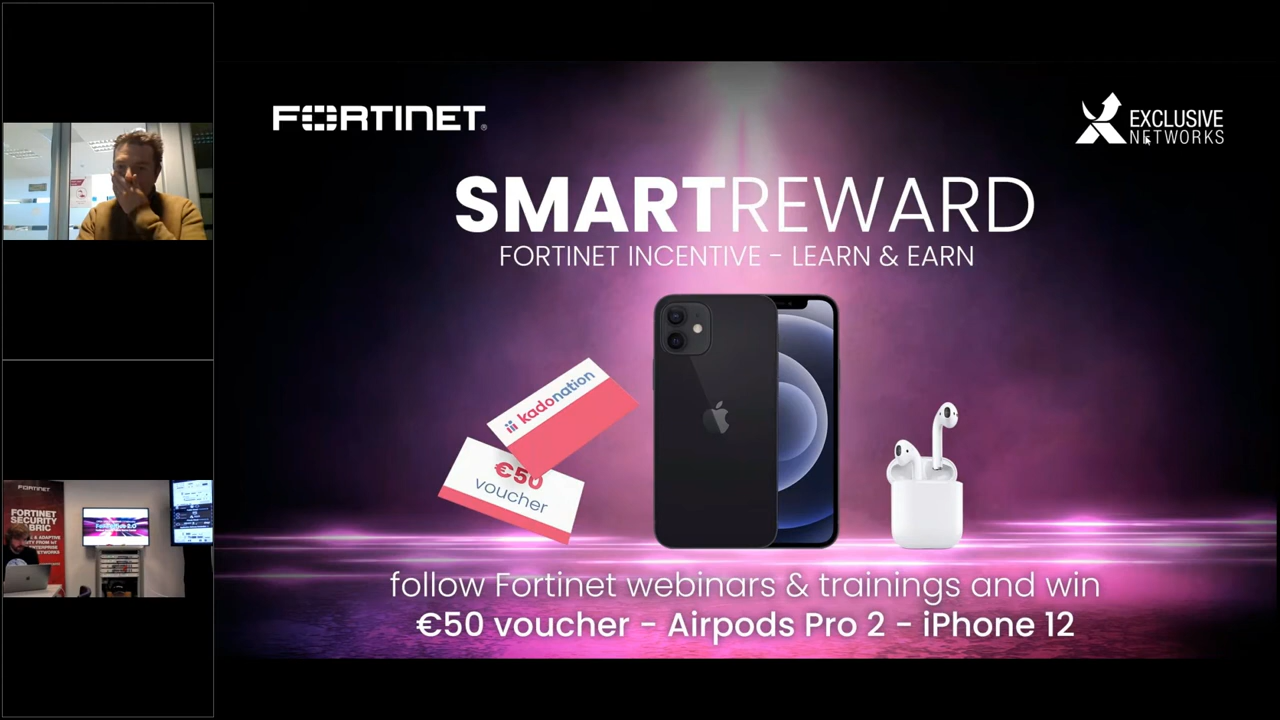 FORTINET
EXCLUSIVE
NETWORKS
SMARTREWARD
FORTINET INCENTIVE - LEARN & EARN
kadonation
€50
voucher
follow Fortinet webinars & trainings and win
€50 voucher - Airpods Pro 2 - iPhone 12
FORTINET
FORTINET
SECURITY